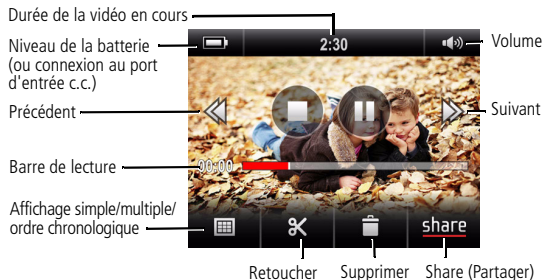 Durée de la vidéo en cours
Niveau de la batterie
(ou connexion au port
d'entrée c.c.)
2:30
Volume
Précédent
Suivant
Barre de lecture
00:00
Affichage simple/multiple/
ordre chronologique
share
Retoucher
Supprimer
Share (Partager)